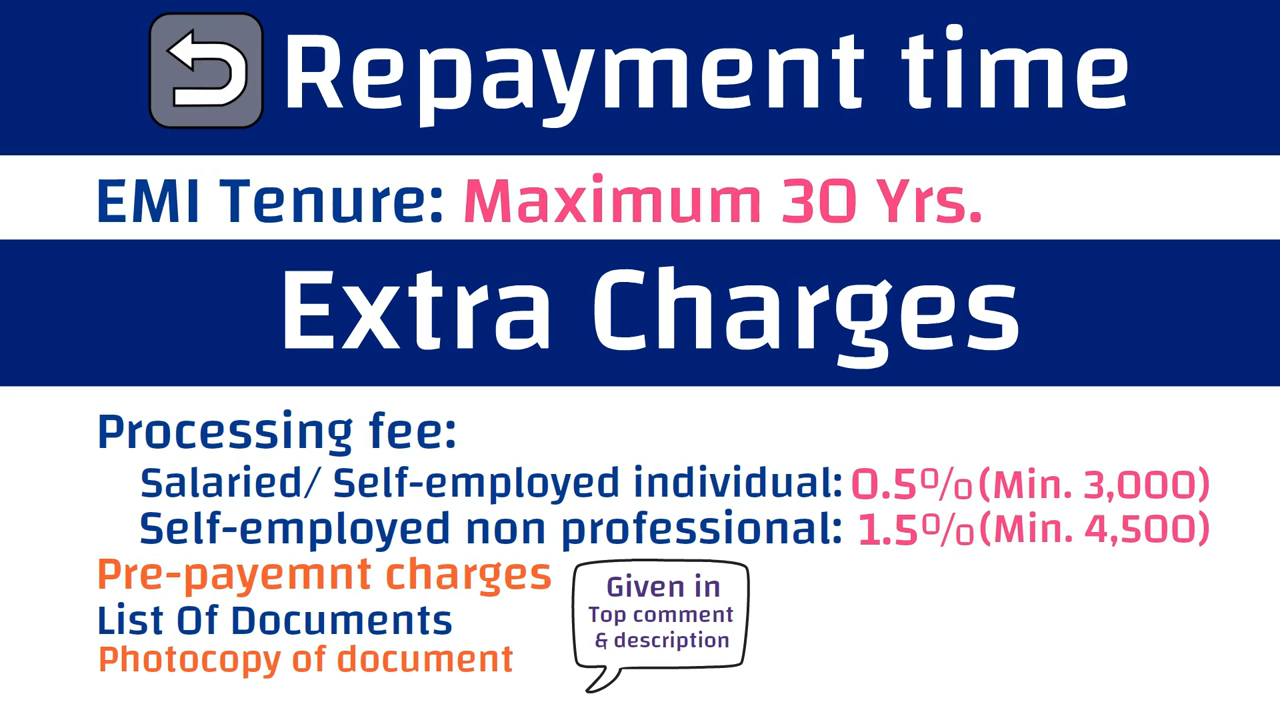 Repayment time
EMI Tenure: Maximum 30 Yrs.
Extra Charges
Processing fee:
Salaried/ Self-employed individual: 0.5% (Min. 3,000)
Self-employed non professional: 1.5% (Min. 4,500)
Pre-payemnt charges
List Of Documents
Photocopy of document
Given in
Top comment
& description